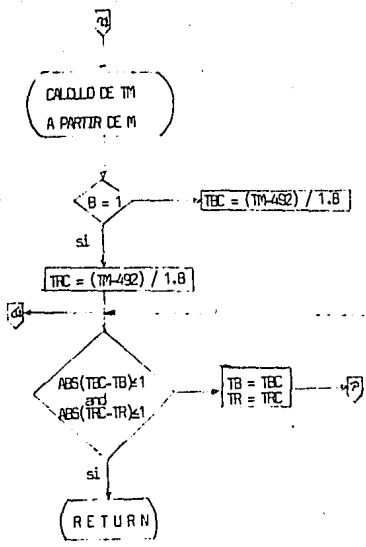 CALCULO DE TM
A PARTIR DE M
B = 1
TBC = (TM-492) / 1.8
si
TRC = (TM-492) / 1.8
ABS(TBC-TB)≤1
and
ABS(TRC-TR)≤1
TB = TBC
TR = TRC
si
RETURN